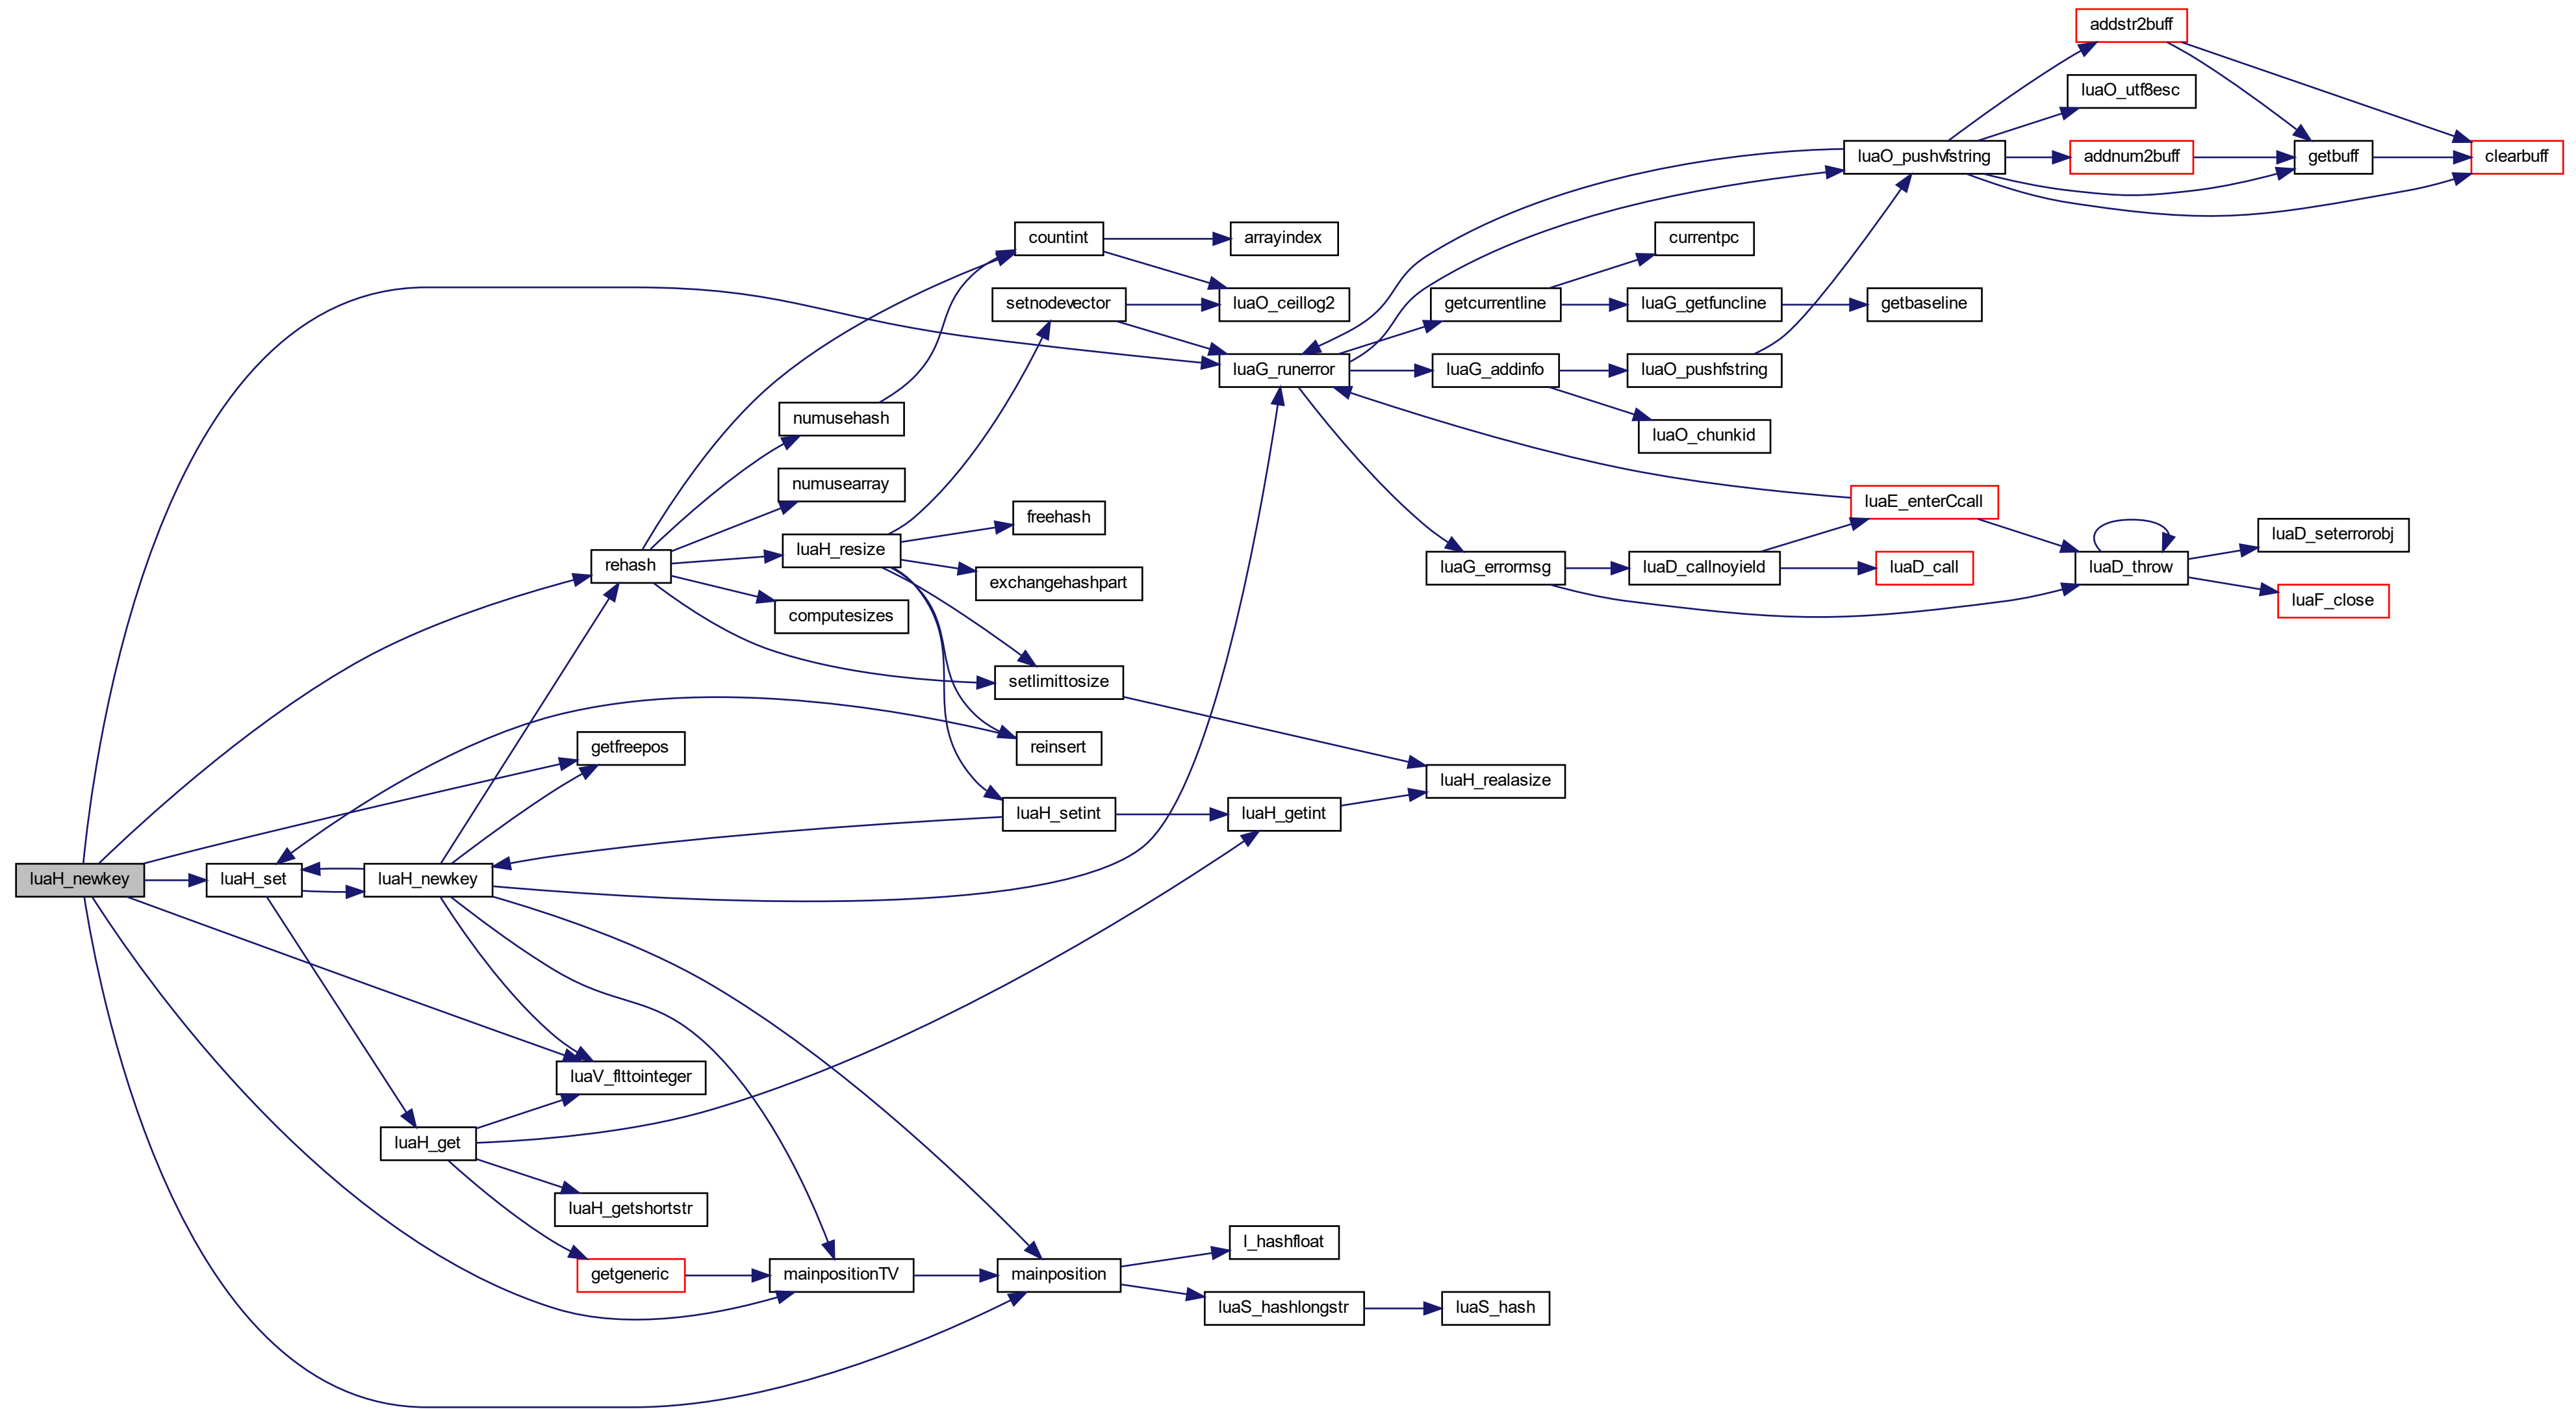 addstr2buff
luaO_utf8esc
luaO_pushvfstring
addnum2buff
getbuff
clearbuff
countint
arrayindex
currentpc
setnodevector
luaO_ceillog2
getcurrentline
luaG_getfuncline
getbaseline
luaG_runerror
luaG_addinfo
luaO_pushfstring
numusehash
luaO_chunkid
numusearray
luaE_enterCcall
freehash
luaD_seterrorobj
rehash
luaH_resize
luaG_errormsg
luaD_callnoyield
luaD_call
luaD_throw
exchangehashpart
luaF_close
computesizes
setlimittosize
getfreepos
reinsert
luaH_realasize
luaH_setint
luaH_getint
luaH_newkey
luaH_set
luaH_newkey
luaV_flttointeger
luaH_get
luaH_getshortstr
l_hashfloat
getgeneric
mainpositionTV
mainposition
luaS_hashlongstr
luaS_hash